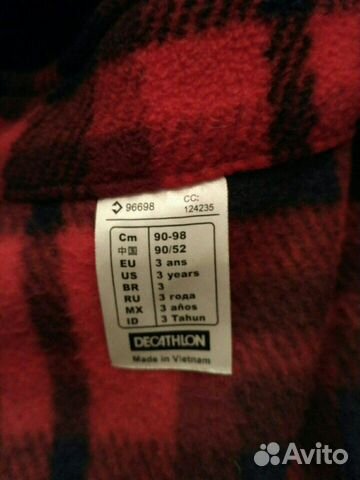 96698 CC: 124235
Cm 90-98
中国 90/52
EU 3 ans
US 3 years
BR 3
RU 3 года
MX 3 años
ID 3 Tahun
DECATHLON
Made in Vietnam
Avito